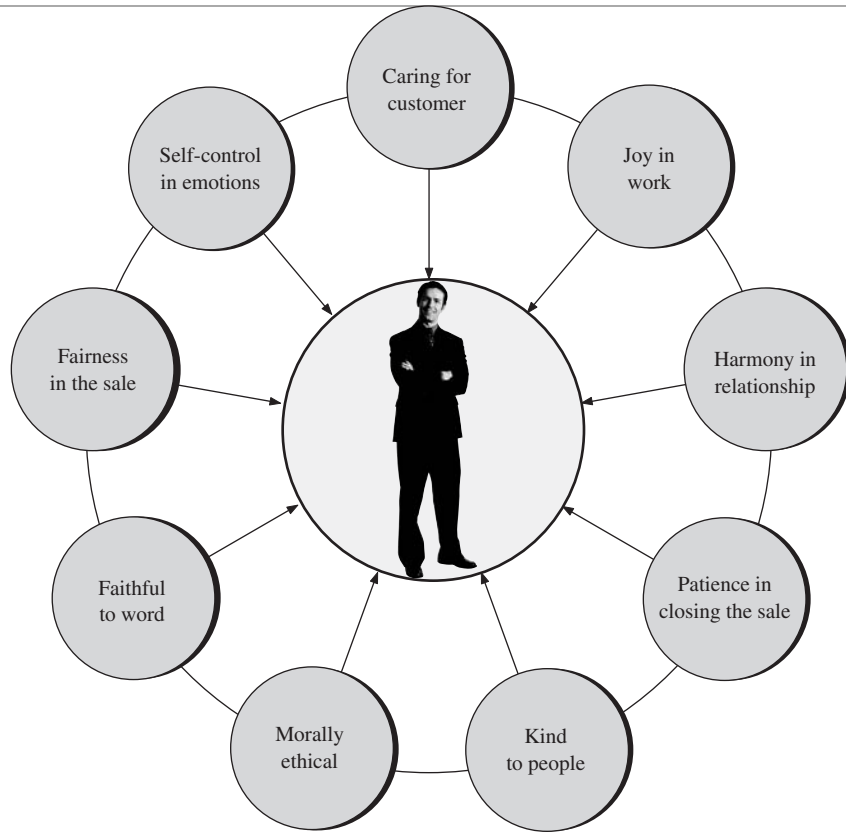 Caring for
customer
Joy in
work
Harmony in
relationship
Patience in
closing the sale
Kind
to people
Morally
ethical
Faithful
to word
Fairness
in the sale
Self-control
in emotions